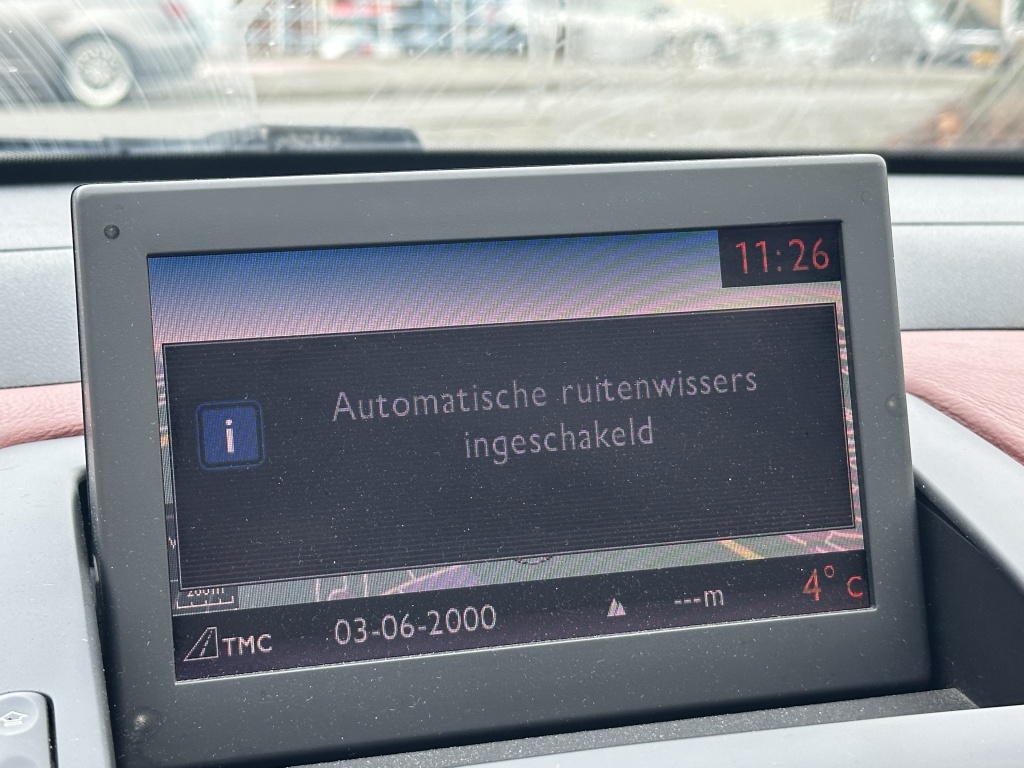 11:26
Automatische ruitenwissers
ingeschakeld
i
TMC
03-06-2000
---m
4° c